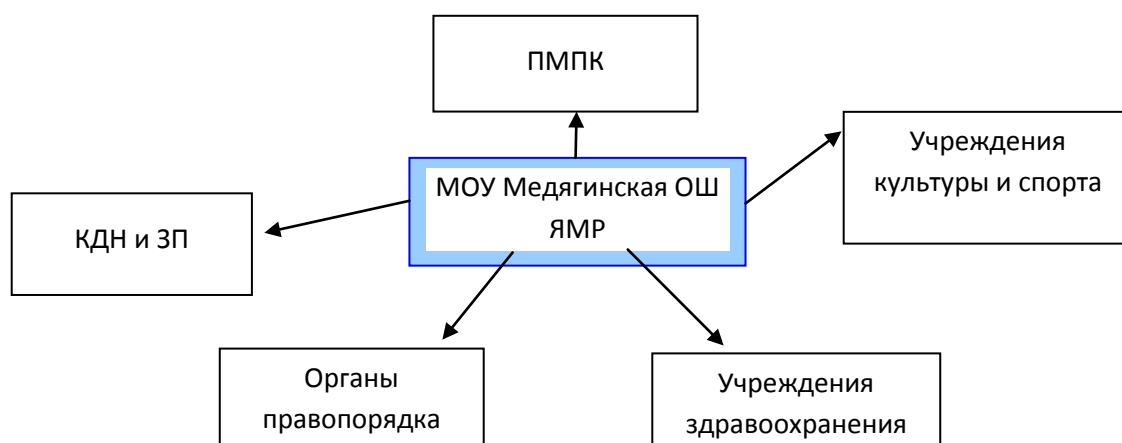 ПМПК
Учреждения
культуры и спорта
МОУ Медягинская ОШ
ЯМР
КДН и ЗП
Органы
правопорядка
Учреждения
здравоохранения